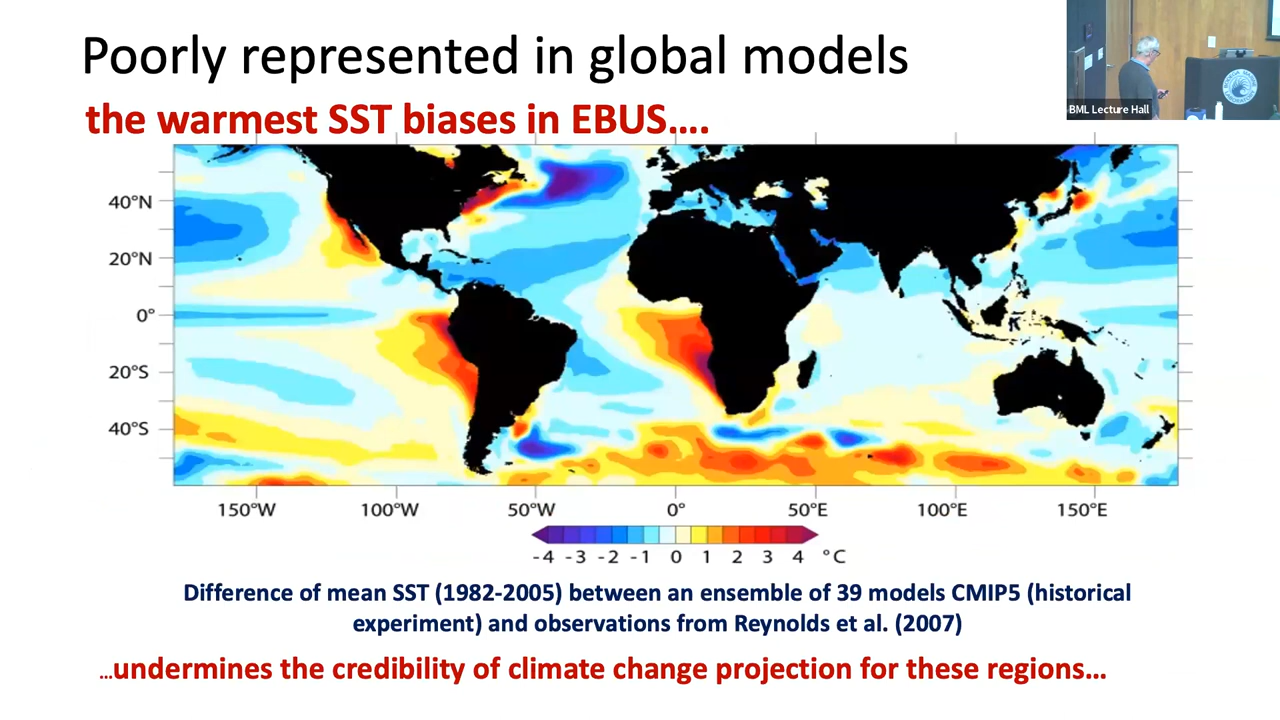 Poorly represented in global models
the warmest SST biases in EBUS....
BML Lecture Hall
40°N
20°N
0°
20°S
40°S
150°W 100°W 50°W 0° 50°E 100°E 150°E
-4 -3 -2 -1 0 1 2 3 4 °C
Difference of mean SST (1982-2005) between an ensemble of 39 models CMIP5 (historical
experiment) and observations from Reynolds et al. (2007)
...undermines the credibility of climate change projection for these regions...